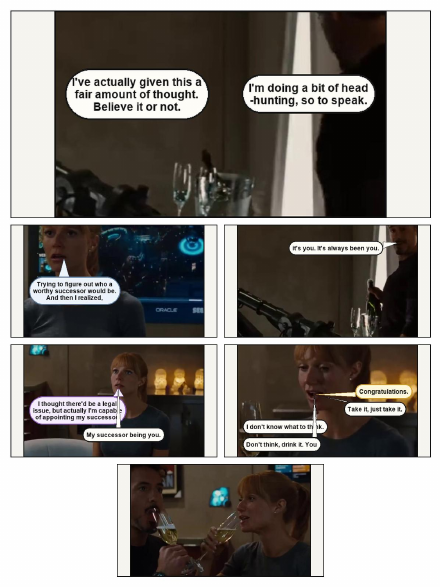 I've actually given this a
fair amount of thought.
Believe it or not.
I'm doing a bit of head
-hunting, so to speak.
Trying to figure out who a
worthy successor would be.
And then I realized,
ORACLE
it's you. It's always been you.
I thought there'd be a legal
issue, but actually I'm capable
of appointing my successor.
My successor being you.
Congratulations.
Take it, just take it.
I don't know what to think.
Don't think, drink it. You